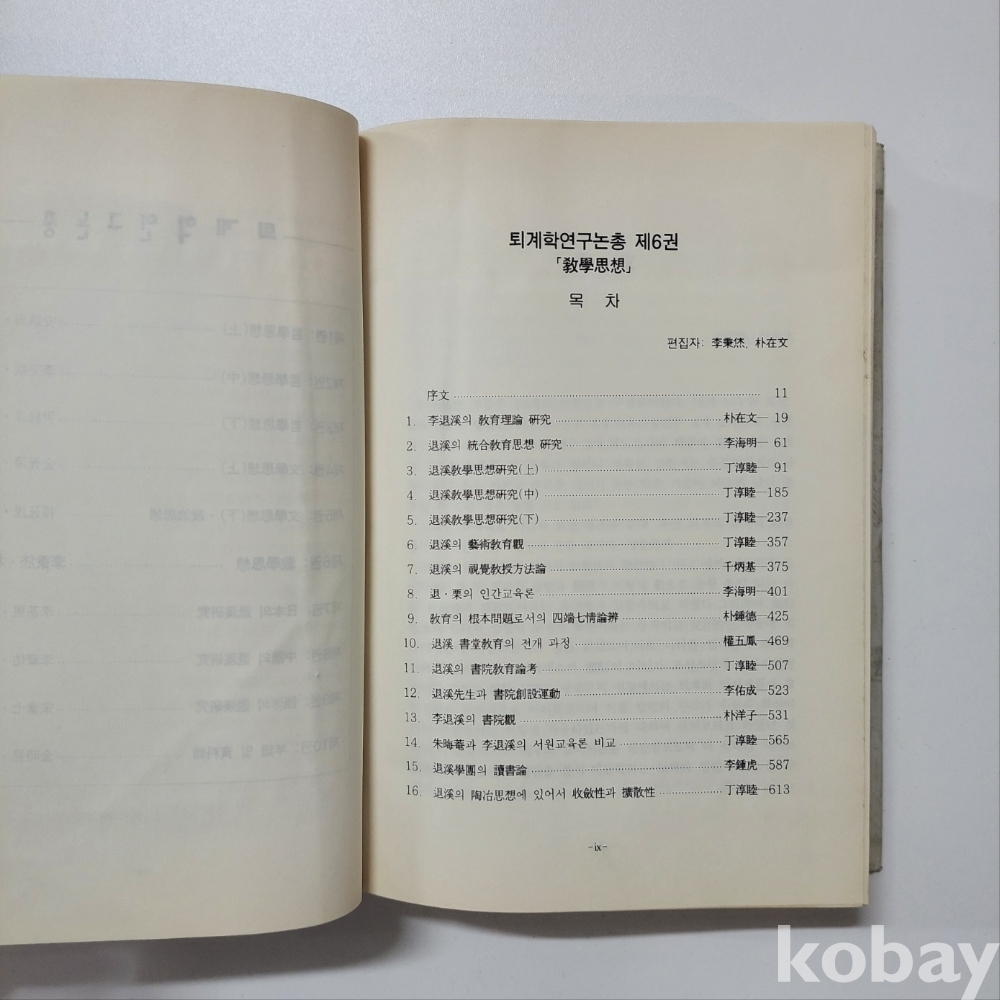 퇴계학연구논총 제6권
「敎學思想」
목 차
편집자: 李秉烋, 朴在文
序文 11
1. 李退溪의 敎育理論 硏究 朴在文— 19
2. 退溪의 統合敎育思想 硏究 李海明— 61
3. 退溪敎學思想硏究(上) 丁淳睦— 91
4. 退溪敎學思想硏究(中) 丁淳睦—185
5. 退溪敎學思想硏究(下) 丁淳睦—237
6. 退溪의 藝術敎育觀 丁淳睦—357
7. 退溪의 視覺敎授方法論 千炳基—375
8. 退·栗의 인간교육론 李海明—401
9. 敎育의 根本問題로서의 四端七情論辨 朴鍾德—425
10. 退溪 書堂敎育의 전개 과정 權五鳳—469
11. 退溪의 書院敎育論考 丁淳睦—507
12. 退溪先生과 書院創設運動 李佑成—523
13. 李退溪의 書院觀 朴洋子—531
14. 朱晦菴과 李退溪의 서원교육론 비교 丁淳睦—565
15. 退溪學團의 讀書論 李鍾虎—587
16. 退溪의 陶冶思想에 있어서 收斂性과 擴散性 丁淳睦—613
-ix-
kobay